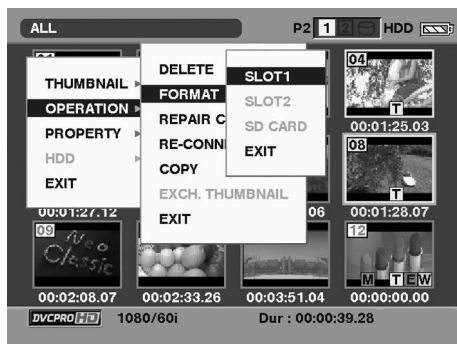 ALL
P2 1 2 HDD
THUMBNAIL
OPERATION
PROPERTY
HDD
EXIT
DELETE
FORMAT
REPAIR C
RE-CONN
COPY
EXCH. THUMBNAIL
EXIT
SLOT1
SLOT2
SD CARD
EXIT
04
T
00:01:25.03
08
T
00:01:27.12
06
00:01:28.07
09
Neo
Classic
12
M T E W
00:02:08.07
00:02:33.26
00:03:51.04
00:00:00.00
DVCPRO HD
1080/60i
Dur : 00:00:39.28